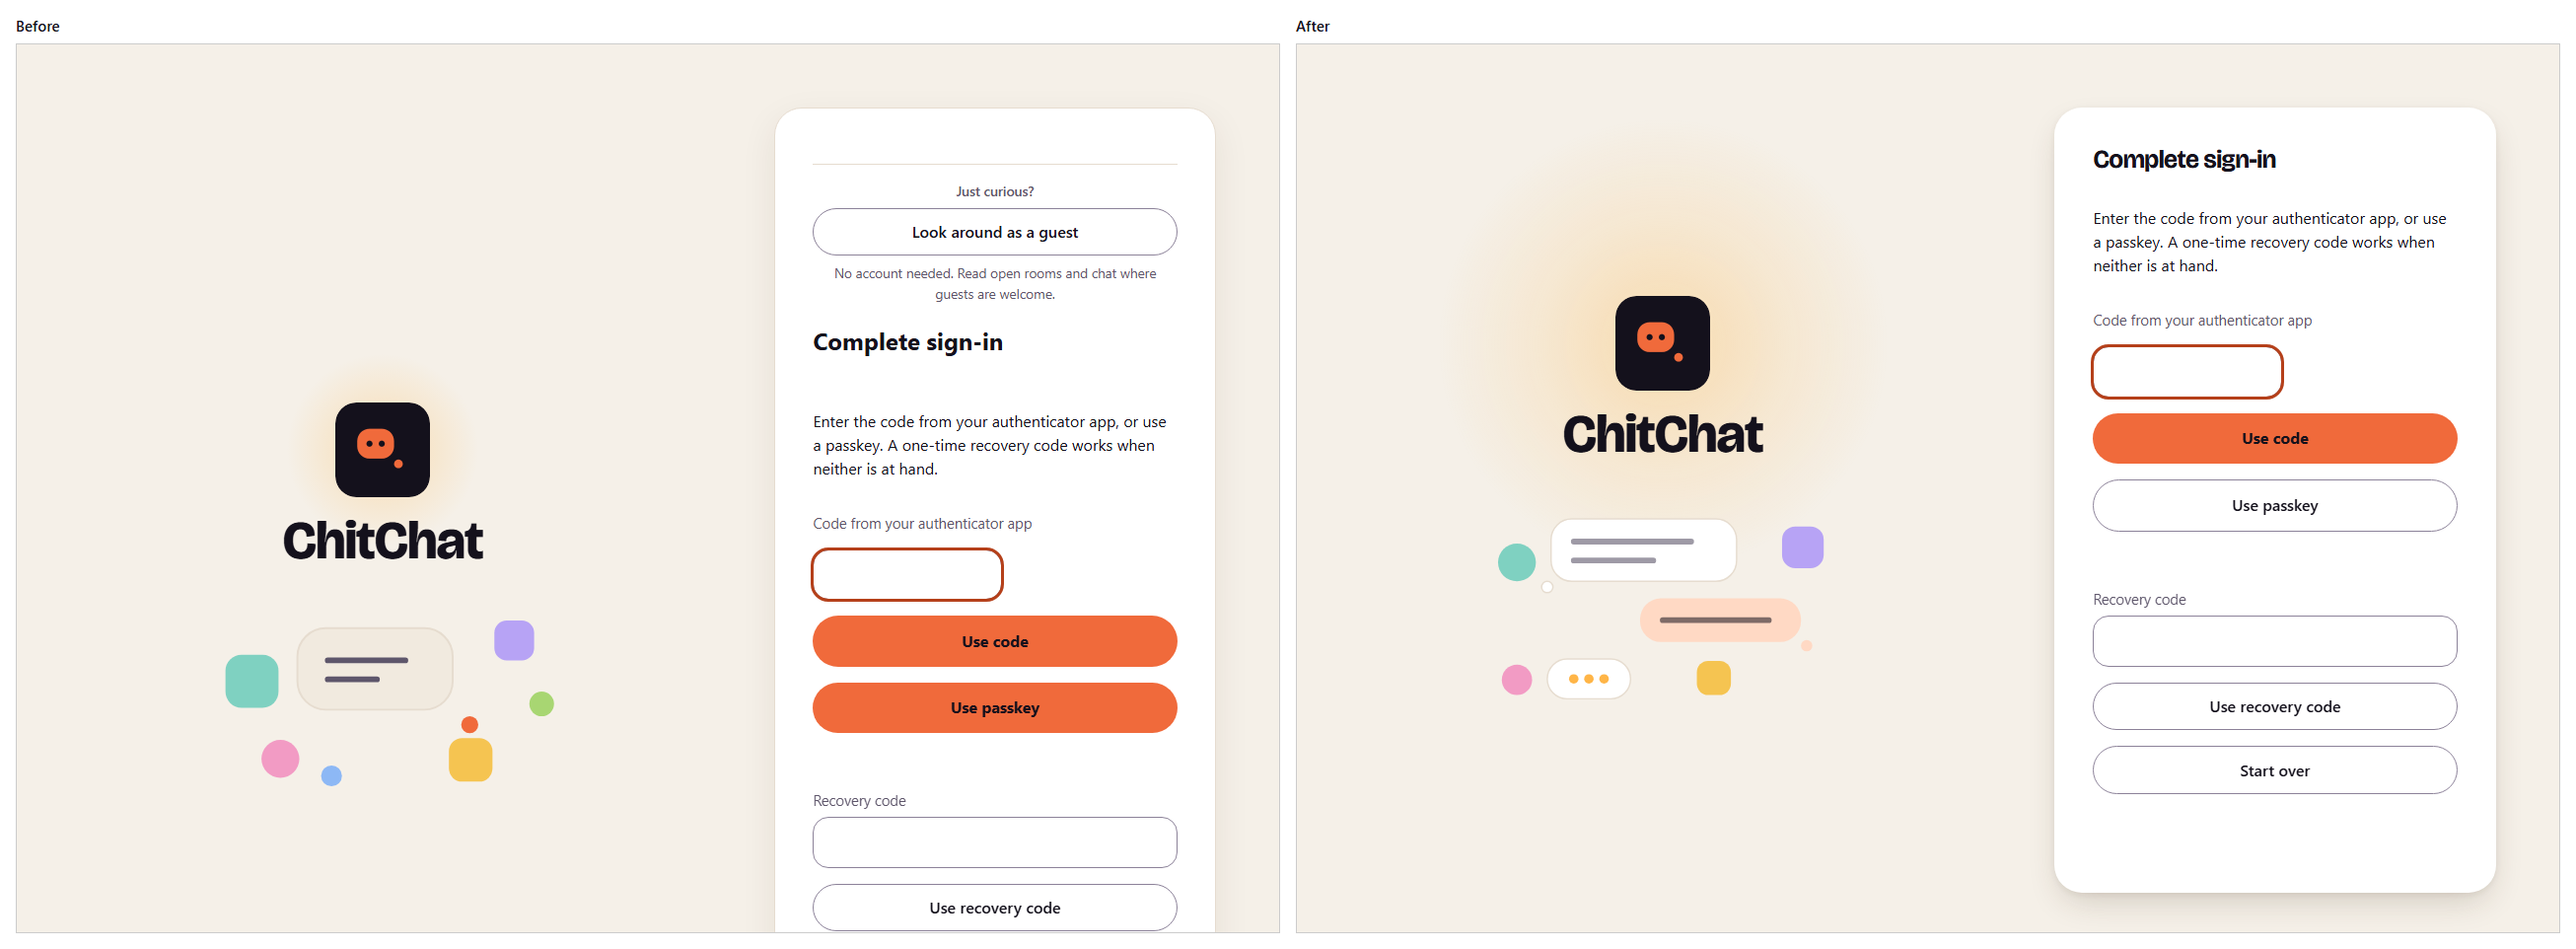 Before
Just curious?
Look around as a guest
No account needed. Read open rooms and chat where
guests are welcome.
Complete sign-in
Enter the code from your authenticator app, or use
a passkey. A one-time recovery code works when
neither is at hand.
Code from your authenticator app
Use code
Use passkey
Recovery code
Use recovery code
ChitChat
After
ChitChat
Complete sign-in
Enter the code from your authenticator app, or use
a passkey. A one-time recovery code works when
neither is at hand.
Code from your authenticator app
Use code
Use passkey
Recovery code
Use recovery code
Start over